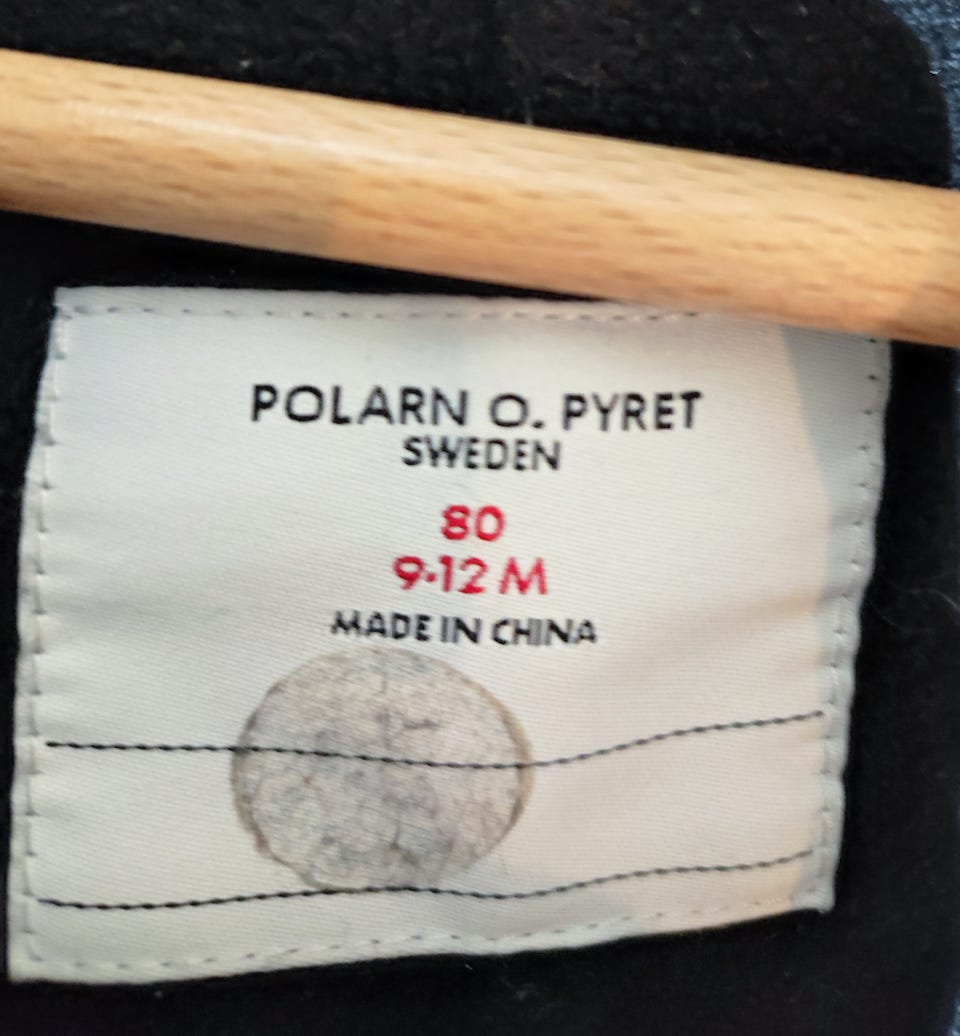 POLARN O. PYRET
SWEDEN
80
9-12 M
MADE IN CHINA